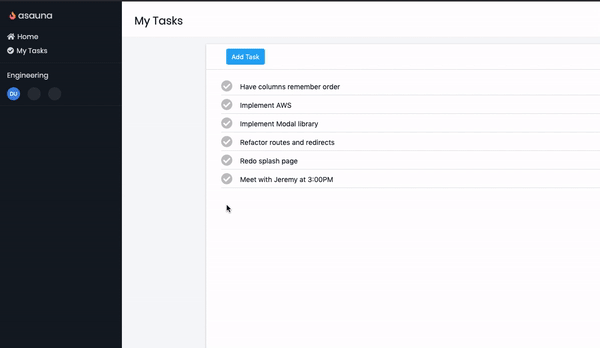 asauna
Home
My Tasks
Engineering
DU
My Tasks
Add Task
Have columns remember order
Implement AWS
Implement Modal library
Refactor routes and redirects
Redo splash page
Meet with Jeremy at 3:00PM